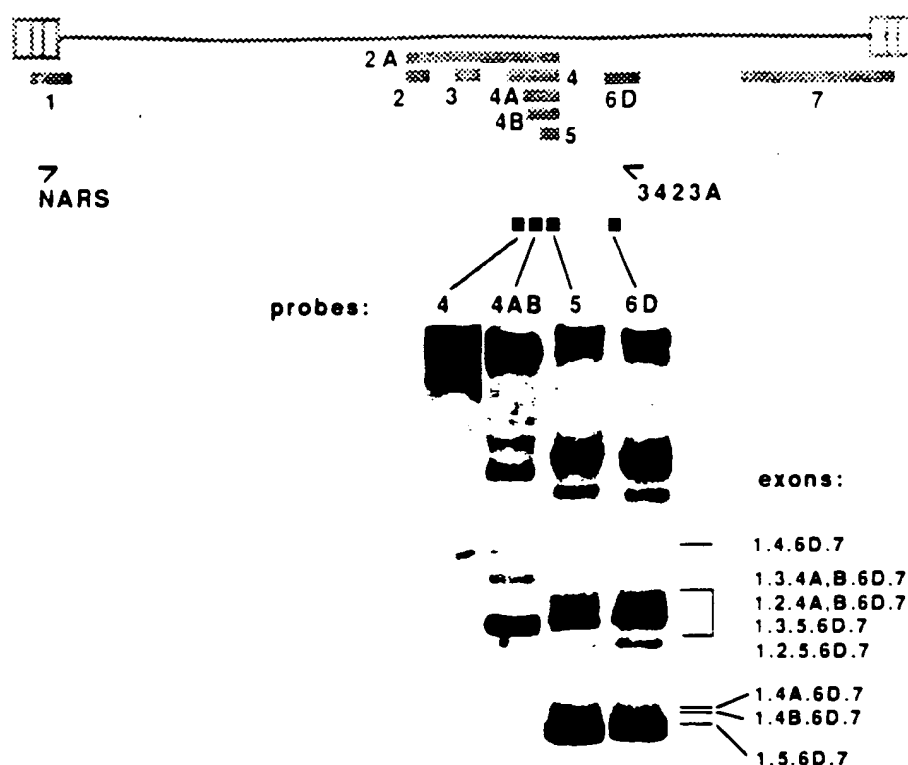 2A
1 2 3 4A 4 6D 7
4B 5
NARS 3423A
probes: 4 4AB 5 6D
exons:
1.4.6D.7
1.3.4A,B.6D.7
1.2.4A,B.6D.7
1.3.5.6D.7
1.2.5.6D.7
1.4A.6D.7
1.4B.6D.7
1.5.6D.7